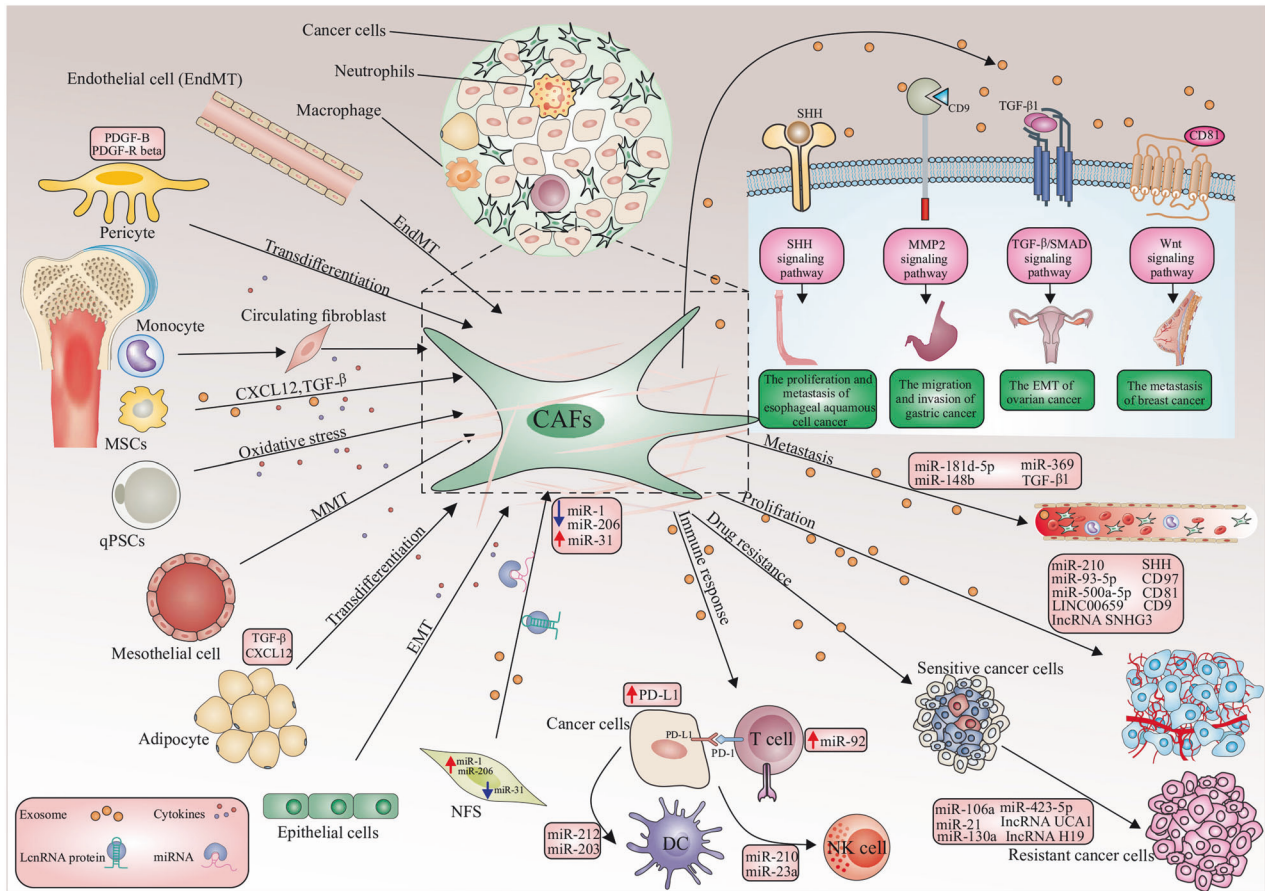 Cancer cells
Neutrophils
Macrophage
Endothelial cell (EndMT)
PDGF-B
PDGF-R beta
Pericyte
EndMT
Transdifferentiation
Monocyte
Circulating fibroblast
MSCs
CXCL12,TGF-β
Oxidative stress
qPSCs
MMT
Mesothelial cell
TGF-β
CXCL12
Adipocyte
Transdifferentiation
EMT
Epithelial cells
CAFs
miR-1
miR-206
miR-31
miR-1
miR-206
miR-31
NFS
SHH
CD9
TGF-β1
CD81
SHH
signaling
pathway
MMP2
signaling
pathway
TGF-β/SMAD
signaling
pathway
Wnt
signaling
pathway
The proliferation and
metastasis of
esophageal aquamous
cell cancer
The migration
and invasion of
gastric cancer
The EMT of
ovarian cancer
The metastasis
of breast cancer
Metastasis
miR-181d-5p miR-369
miR-148b TGF-β1
Prolifration
miR-210 SHH
miR-93-5p CD97
miR-500a-5p CD81
LINC00659 CD9
lncRNA SNHG3
Drug resistance
Immune response
Sensitive cancer cells
miR-106a miR-423-5p
miR-21 lncRNA UCA1
miR-130a lncRNA H19
Resistant cancer cells
PD-L1
Cancer cells
PD-L1
PD-1
T cell
miR-92
miR-212
miR-203
DC
miR-210
miR-23a
NK cell
Exosome
Cytokines
LcnRNA protein
miRNA